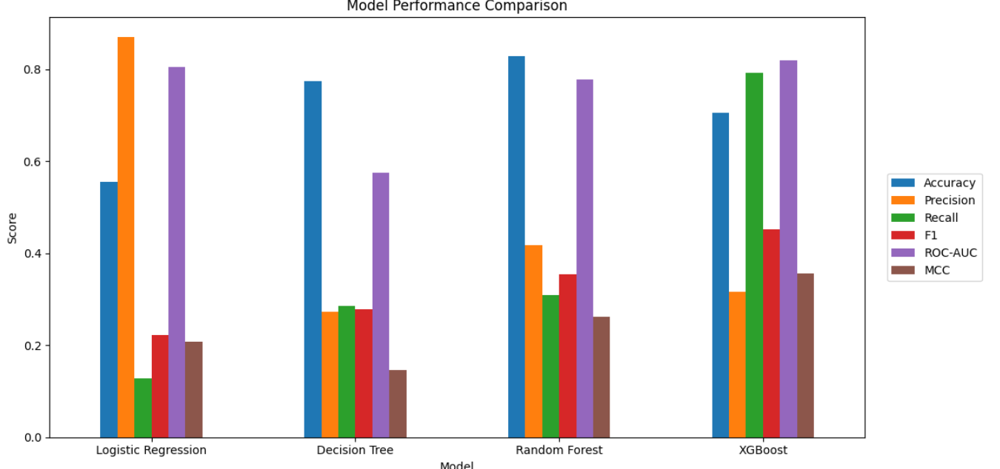 Model Performance Comparison
0.8
0.6
0.4
0.2
0.0
Score
Logistic Regression
Decision Tree
Random Forest
XGBoost
Model
Accuracy
Precision
Recall
F1
ROC-AUC
MCC